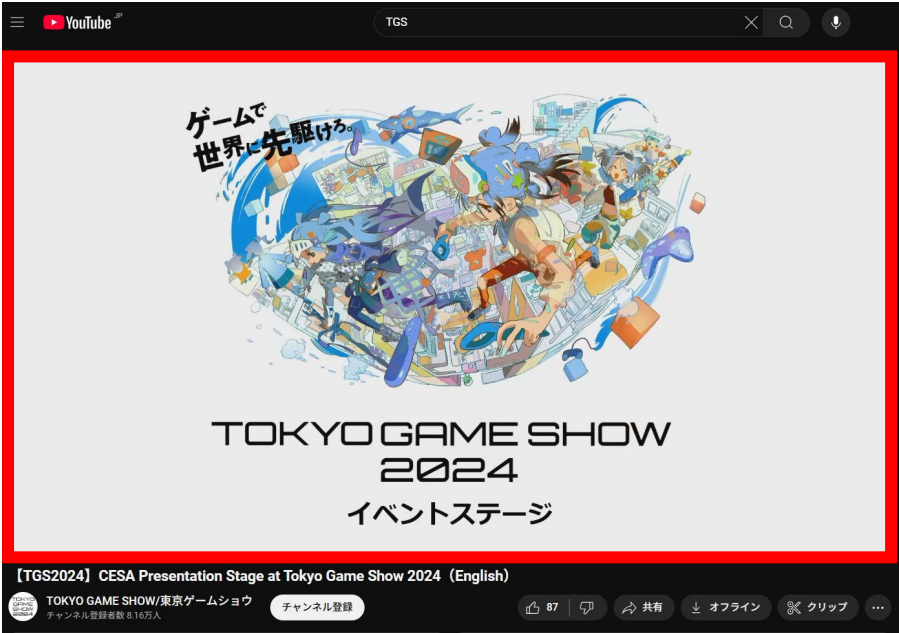 YouTube JP
TGS
ゲームで
世界に先駆けろ。
TOKYO GAME SHOW
2024
イベントステージ
【TGS2024】CESA Presentation Stage at Tokyo Game Show 2024（English）
TOKYO GAME SHOW
TOKYO GAME SHOW/東京ゲームショウ
チャンネル登録者数 8.16万人
チャンネル登録
87
共有
オフライン
クリップ